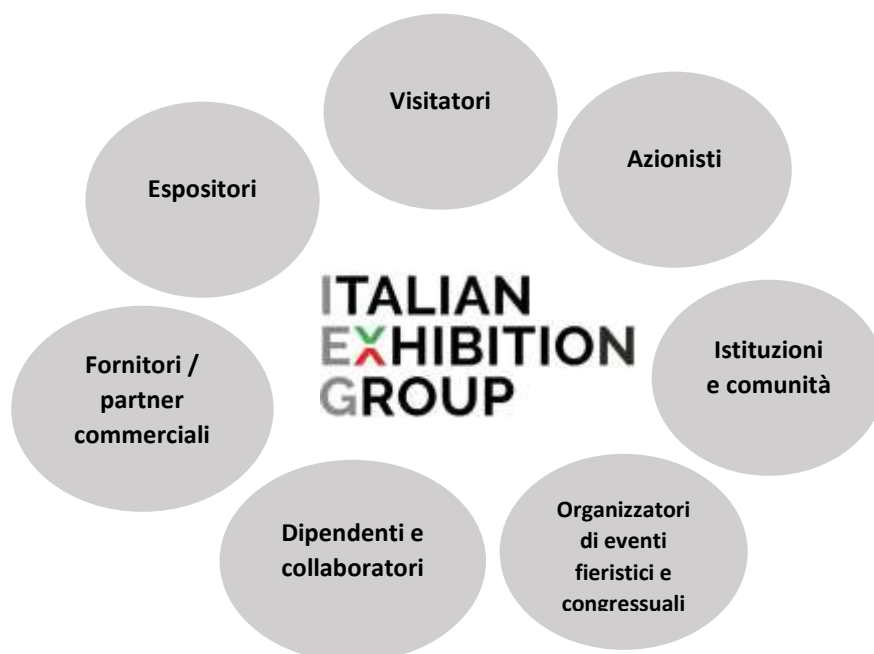 Visitatori
Azionisti
Espositori
ITALIAN
EXHIBITION
GROUP
Istituzioni
e comunità
Fornitori /
partner
commerciali
Organizzatori
di eventi
fieristici e
congressuali
Dipendenti e
collaboratori